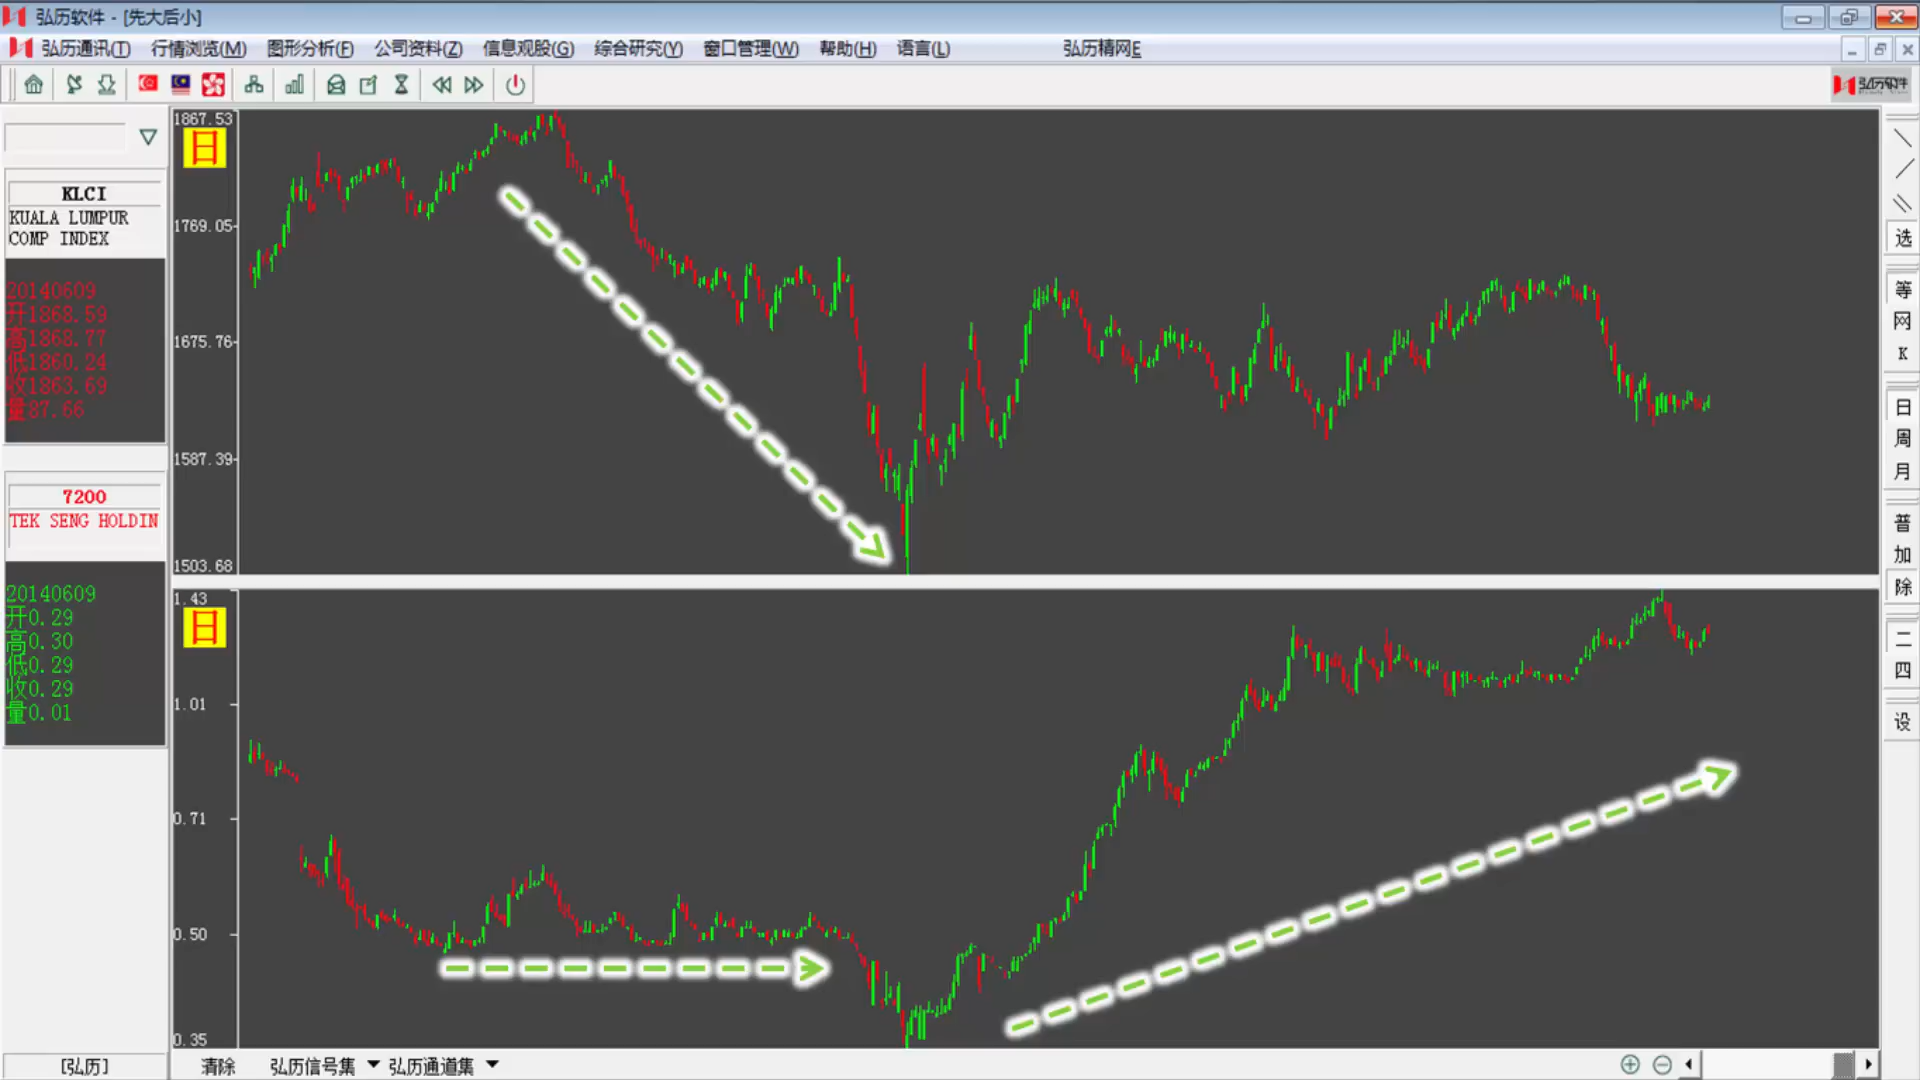 弘历软件 - [先大后小]
弘历通讯(T) 行情浏览(M) 图形分析(F) 公司资料(Z) 信息观股(G) 综合研究(Y) 窗口管理(W) 帮助(H) 语言(L) 弘历精网E
弘历软件
KLCI
KUALA LUMPUR
COMP INDEX
20140609
开1868.59
高1868.77
低1860.24
收1863.69
量87.66
7200
TEK SENG HOLDIN
20140609
开0.29
高0.30
低0.29
收0.29
量0.01
1867.53
日
1769.05
1675.76
1587.39
1503.68
1.43
日
1.01
0.71
0.50
0.35
选
等
网
K
日
周
月
普
加
除
二
四
设
[弘历] 清除 弘历信号集 弘历通道集